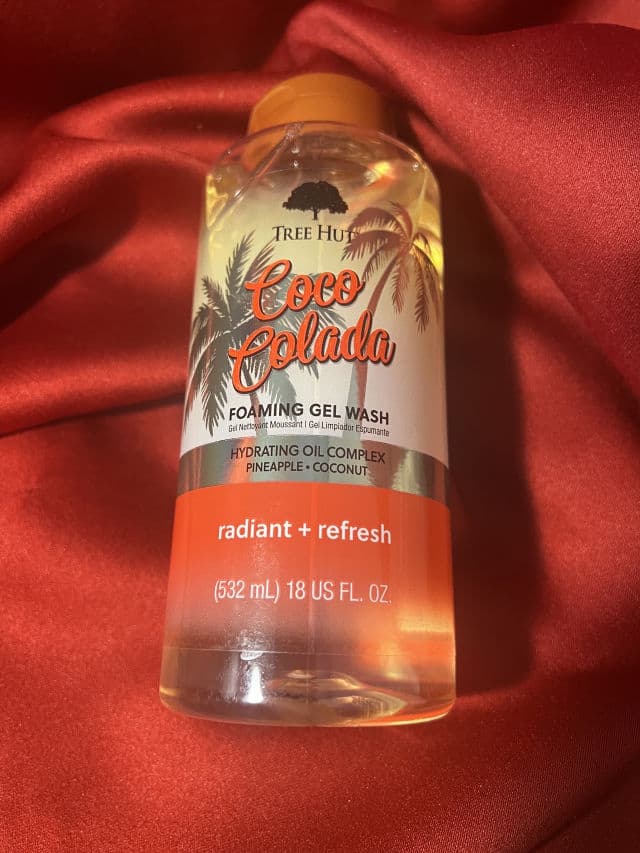 TREE HUT
Coco
Colada
FOAMING GEL WASH
Gel Nettoyant Moussant | Gel Limpiador Espumante
HYDRATING OIL COMPLEX
PINEAPPLE • COCONUT
radiant + refresh
(532 mL) 18 US FL. OZ.